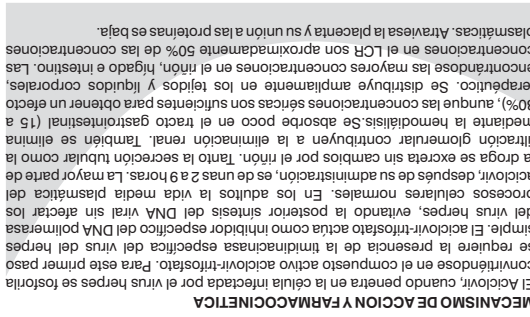 MECANISMO DE ACCION Y FARMACOCINETICA
El Aciclovir, cuando penetra en la célula infectada por el virus herpes se fosforila
convirtiéndose en el compuesto activo aciclovir-trifosfato. Para este primer paso
se requiere la presencia de la timidinacinasa específica del virus del herpes
simple. El aciclovir-trifosfato actúa como inhibidor específico del DNA polimerasa
del virus herpes, evitando la posterior síntesis del DNA viral sin afectar los
procesos celulares normales. En los adultos la vida media plasmática del
aciclovir, después de su administración, es de unas 2 a 9 horas. La mayor parte de
la droga se excreta sin cambios por el riñón. Tanto la secreción tubular como la
filtración glomerular contribuyen a la eliminación renal. También se elimina
mediante la hemodiálisis.Se absorbe poco en el tracto gastrointestinal (15 a
30%), aunque las concentraciones séricas son suficientes para obtener un efecto
terapéutico. Se distribuye ampliamente en los tejidos y líquidos corporales,
encontrándose las mayores concentraciones en el riñón, hígado e intestino. Las
concentraciones en el LCR son aproximadamente 50% de las concentraciones
plasmáticas. Atraviesa la placenta y su unión a las proteínas es baja.